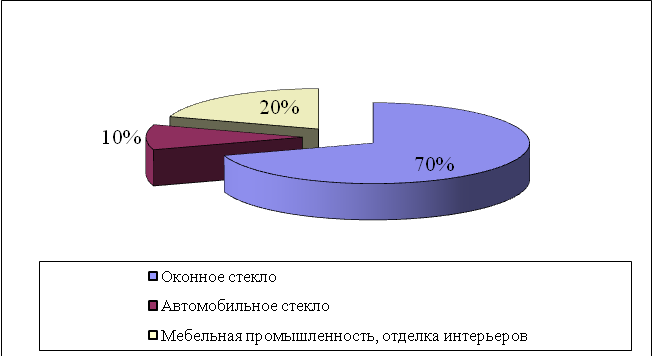 20%
10%
70%
Оконное стекло
Автомобильное стекло
Мебельная промышленность, отделка интерьеров